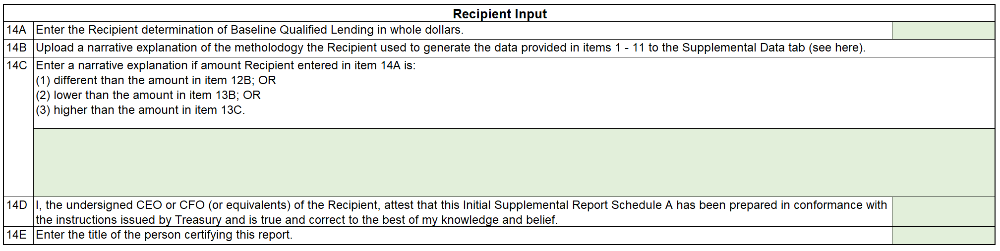 Recipient Input
14A Enter the Recipient determination of Baseline Qualified Lending in whole dollars.
14B Upload a narrative explanation of the metholodogy the Recipient used to generate the data provided in items 1 - 11 to the Supplemental Data tab (see here).
14C Enter a narrative explanation if amount Recipient entered in item 14A is:
(1) different than the amount in item 12B; OR
(2) lower than the amount in item 13B; OR
(3) higher than the amount in item 13C.
14D I, the undersigned CEO or CFO (or equivalents) of the Recipient, attest that this Initial Supplemental Report Schedule A has been prepared in conformance with
the instructions issued by Treasury and is true and correct to the best of my knowledge and belief.
14E Enter the title of the person certifying this report.